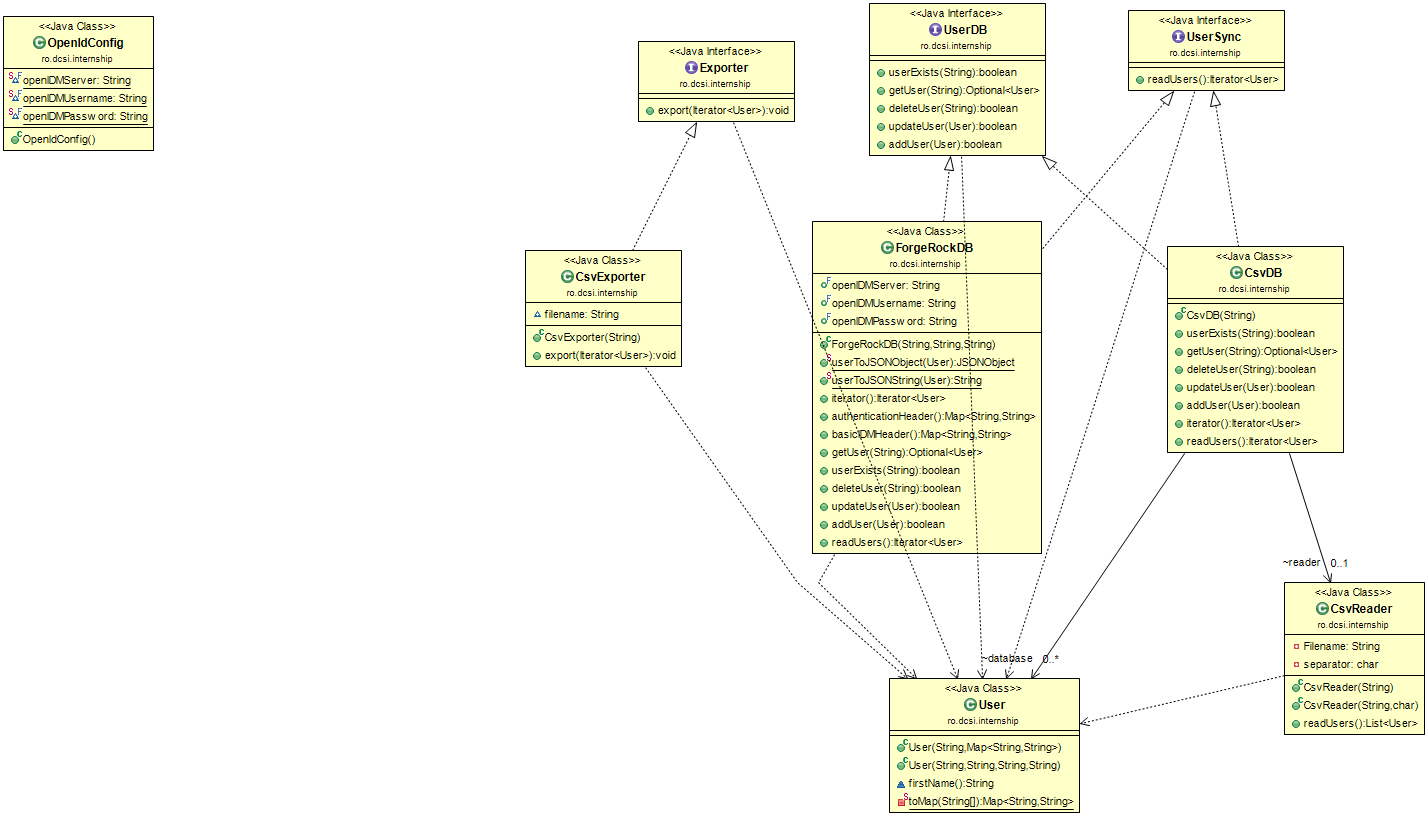 <<Java Class>>
OpenIdConfig
ro.dcsi.internship
openIDMServer: String
openIDMUsername: String
openIDMPassword: String
OpenIdConfig()
<<Java Interface>>
Exporter
ro.dcsi.internship
export(Iterator<User>):void
<<Java Interface>>
UserDB
ro.dcsi.internship
userExists(String):boolean
getUser(String):Optional<User>
deleteUser(String):boolean
updateUser(User):boolean
addUser(User):boolean
<<Java Interface>>
UserSync
ro.dcsi.internship
readUsers():Iterator<User>
<<Java Class>>
CsvExporter
ro.dcsi.internship
filename: String
CsvExporter(String)
export(Iterator<User>):void
<<Java Class>>
ForgeRockDB
ro.dcsi.internship
openIDMServer: String
openIDMUsername: String
openIDMPassword: String
ForgeRockDB(String,String,String)
userToJSONObject(User):JSONObject
userToJSONString(User):String
iterator():Iterator<User>
authenticationHeader():Map<String,String>
basicIDMHeader():Map<String,String>
getUser(String):Optional<User>
userExists(String):boolean
deleteUser(String):boolean
updateUser(User):boolean
addUser(User):boolean
readUsers():Iterator<User>
<<Java Class>>
CsvDB
ro.dcsi.internship
CsvDB(String)
userExists(String):boolean
getUser(String):Optional<User>
deleteUser(String):boolean
updateUser(User):boolean
addUser(User):boolean
iterator():Iterator<User>
readUsers():Iterator<User>
~reader 0..1
<<Java Class>>
CsvReader
ro.dcsi.internship
Filename: String
separator: char
CsvReader(String)
CsvReader(String,char)
readUsers():List<User>
~database 0..*
<<Java Class>>
User
ro.dcsi.internship
User(String,Map<String,String>)
User(String,String,String,String)
firstName():String
toMap(String[]):Map<String,String>